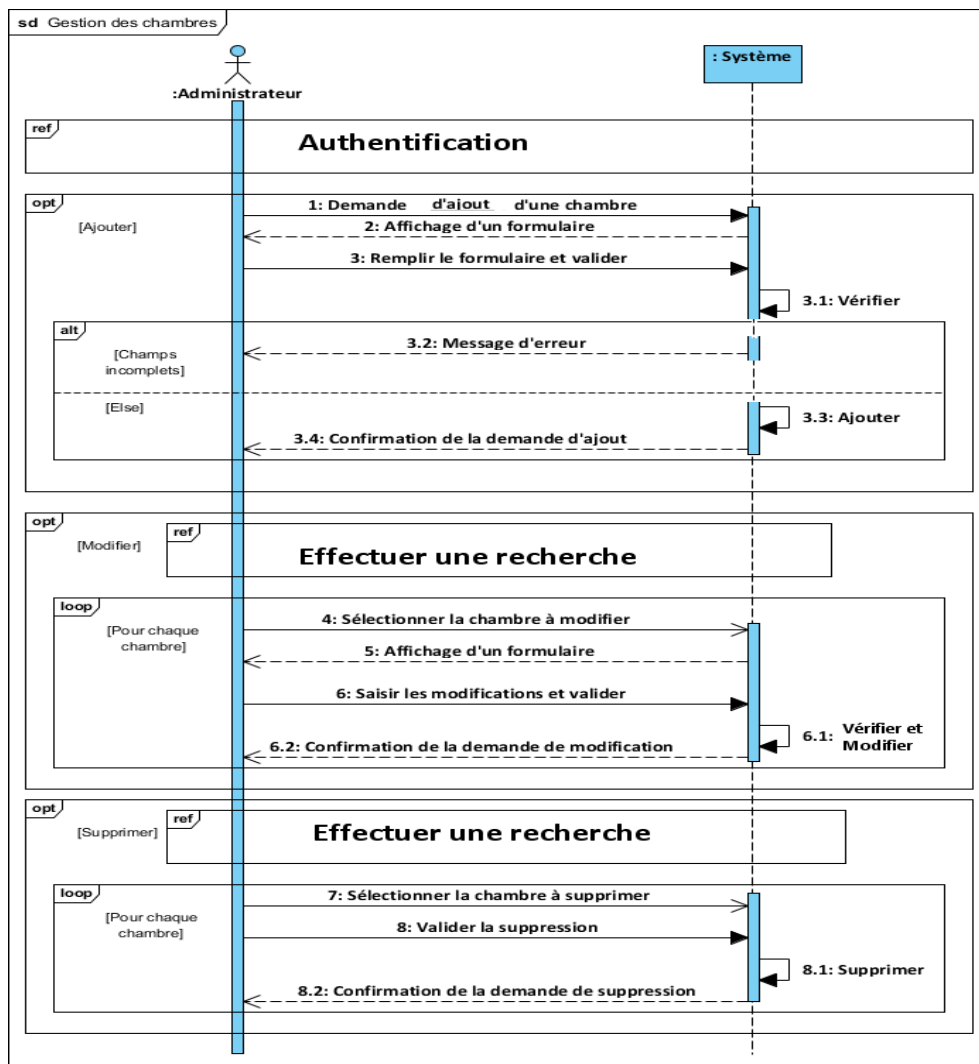 sd Gestion des chambres
:Administrateur
: Système
ref
Authentification
opt
[Ajouter]
1: Demande d'ajout d'une chambre
2: Affichage d'un formulaire
3: Remplir le formulaire et valider
3.1: Vérifier
alt
[Champs
incomplets]
3.2: Message d'erreur
[Else]
3.3: Ajouter
3.4: Confirmation de la demande d'ajout
opt
[Modifier]
ref
Effectuer une recherche
loop
[Pour chaque
chambre]
4: Sélectionner la chambre à modifier
5: Affichage d'un formulaire
6: Saisir les modifications et valider
6.1: Vérifier et
Modifier
6.2: Confirmation de la demande de modification
opt
[Supprimer]
ref
Effectuer une recherche
loop
[Pour chaque
chambre]
7: Sélectionner la chambre à supprimer
8: Valider la suppression
8.1: Supprimer
8.2: Confirmation de la demande de suppression